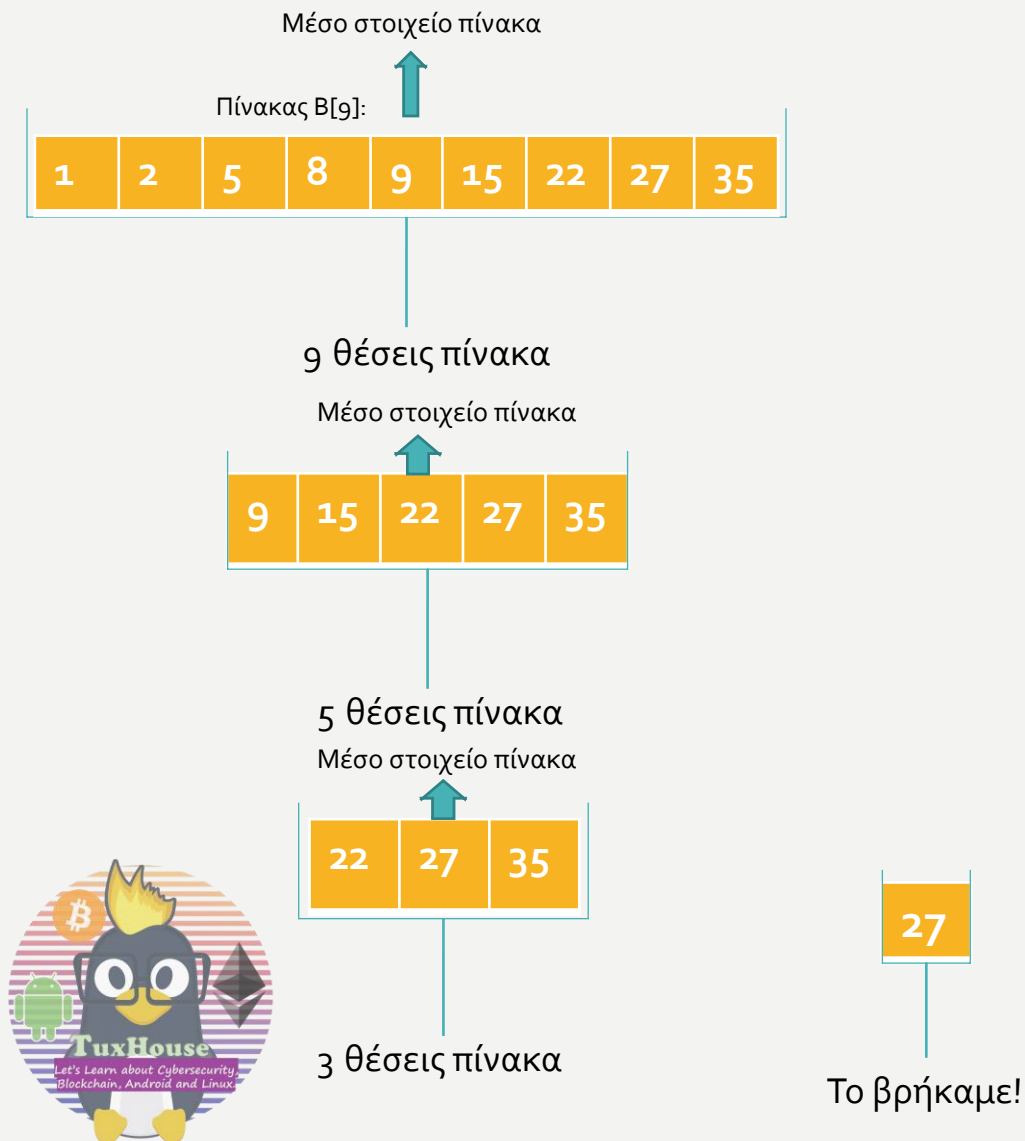 Μέσο στοιχείο πίνακα
Πίνακας B[9]:
1 2 5 8 9 15 22 27 35
9 θέσεις πίνακα
Μέσο στοιχείο πίνακα
9 15 22 27 35
5 θέσεις πίνακα
Μέσο στοιχείο πίνακα
22 27 35
3 θέσεις πίνακα
27
Το βρήκαμε!
TuxHouse
Let's Learn about Cybersecurity,
Blockchain, Android and Linux.